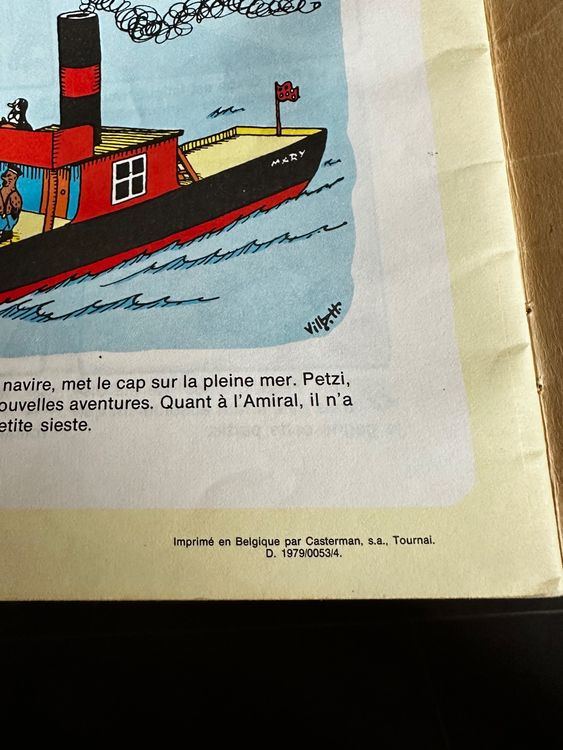 MARY
Vilh.H.
navire, met le cap sur la pleine mer. Petzi,
ouvelles aventures. Quant à l'Amiral, il n'a
etite sieste.
Imprimé en Belgique par Casterman, s.a., Tournai.
D. 1979/0053/4.